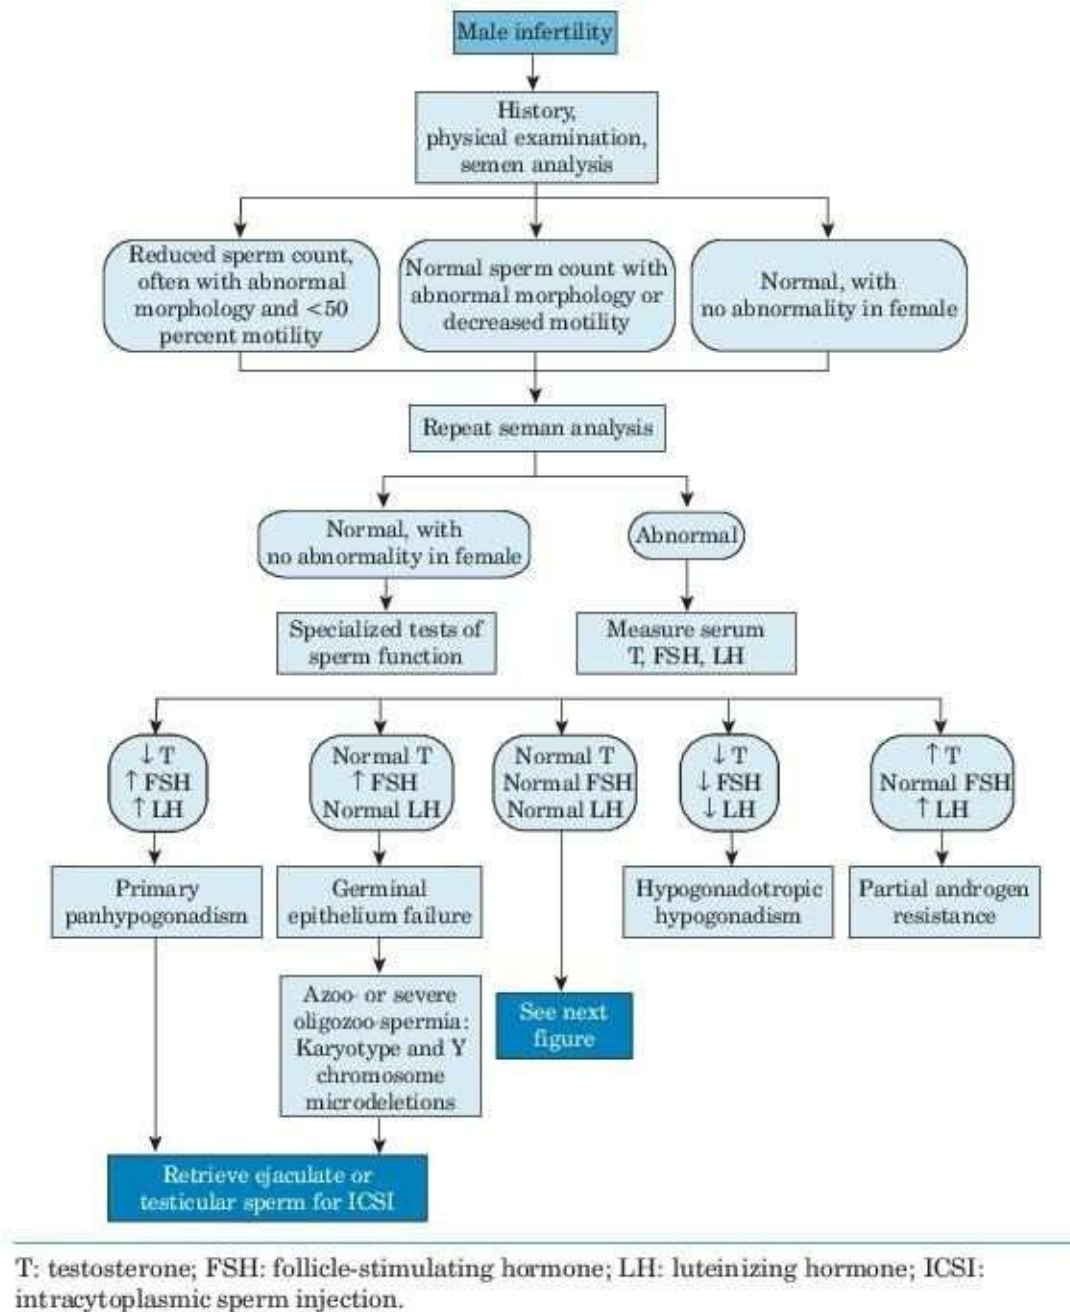 Male infertility
History,
physical examination,
semen analysis
Reduced sperm count,
often with abnormal
morphology and <50
percent motility
Normal sperm count with
abnormal morphology or
decreased motility
Normal, with
no abnormality in female
Repeat seman analysis
Normal, with
no abnormality in female
Abnormal
Specialized tests of
sperm function
Measure serum
T, FSH, LH
↓ T
↑ FSH
↑ LH
Normal T
↑ FSH
Normal LH
Normal T
Normal FSH
Normal LH
↓ T
↓ FSH
↓ LH
↑ T
Normal FSH
↑ LH
Primary
panhypogonadism
Germinal
epithelium failure
Hypogonadotropic
hypogonadism
Partial androgen
resistance
Azoo- or severe
oligozoo-spermia:
Karyotype and Y
chromosome
microdeletions
See next
figure
Retrieve ejaculate or
testicular sperm for ICSI
T: testosterone; FSH: follicle-stimulating hormone; LH: luteinizing hormone; ICSI:
intracytoplasmic sperm injection.